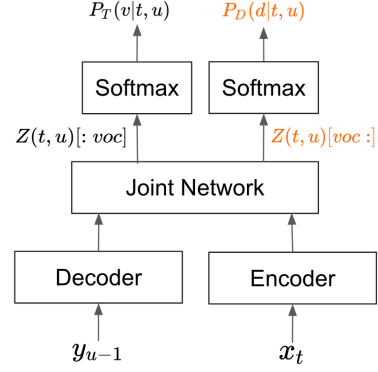 P_T(v|t, u) P_D(d|t, u)
Softmax Softmax
Z(t, u)[: voc] Z(t, u)[voc :]
Joint Network
Decoder Encoder
y_{u-1} x_t